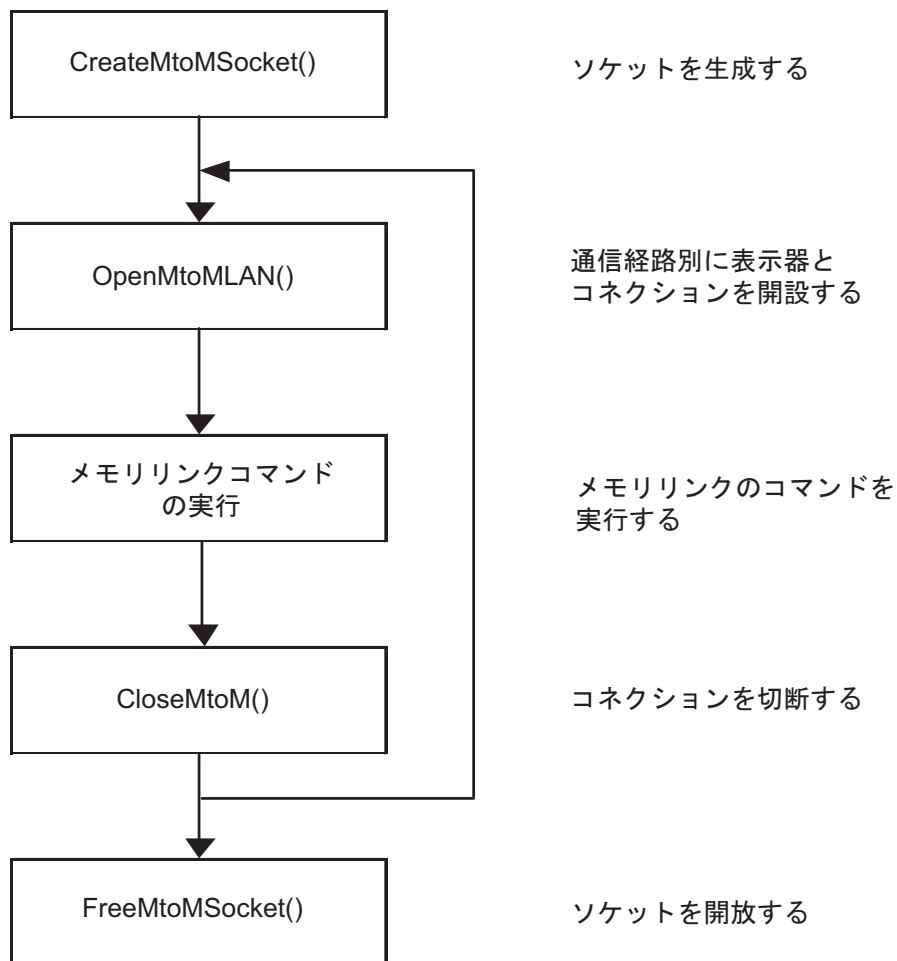 CreateMtoMSocket()
ソケットを生成する
OpenMtoMLAN()
通信経路別に表示器と
コネクションを開設する
メモリリンクコマンド
の実行
メモリリンクのコマンドを
実行する
CloseMtoM()
コネクションを切断する
FreeMtoMSocket()
ソケットを開放する